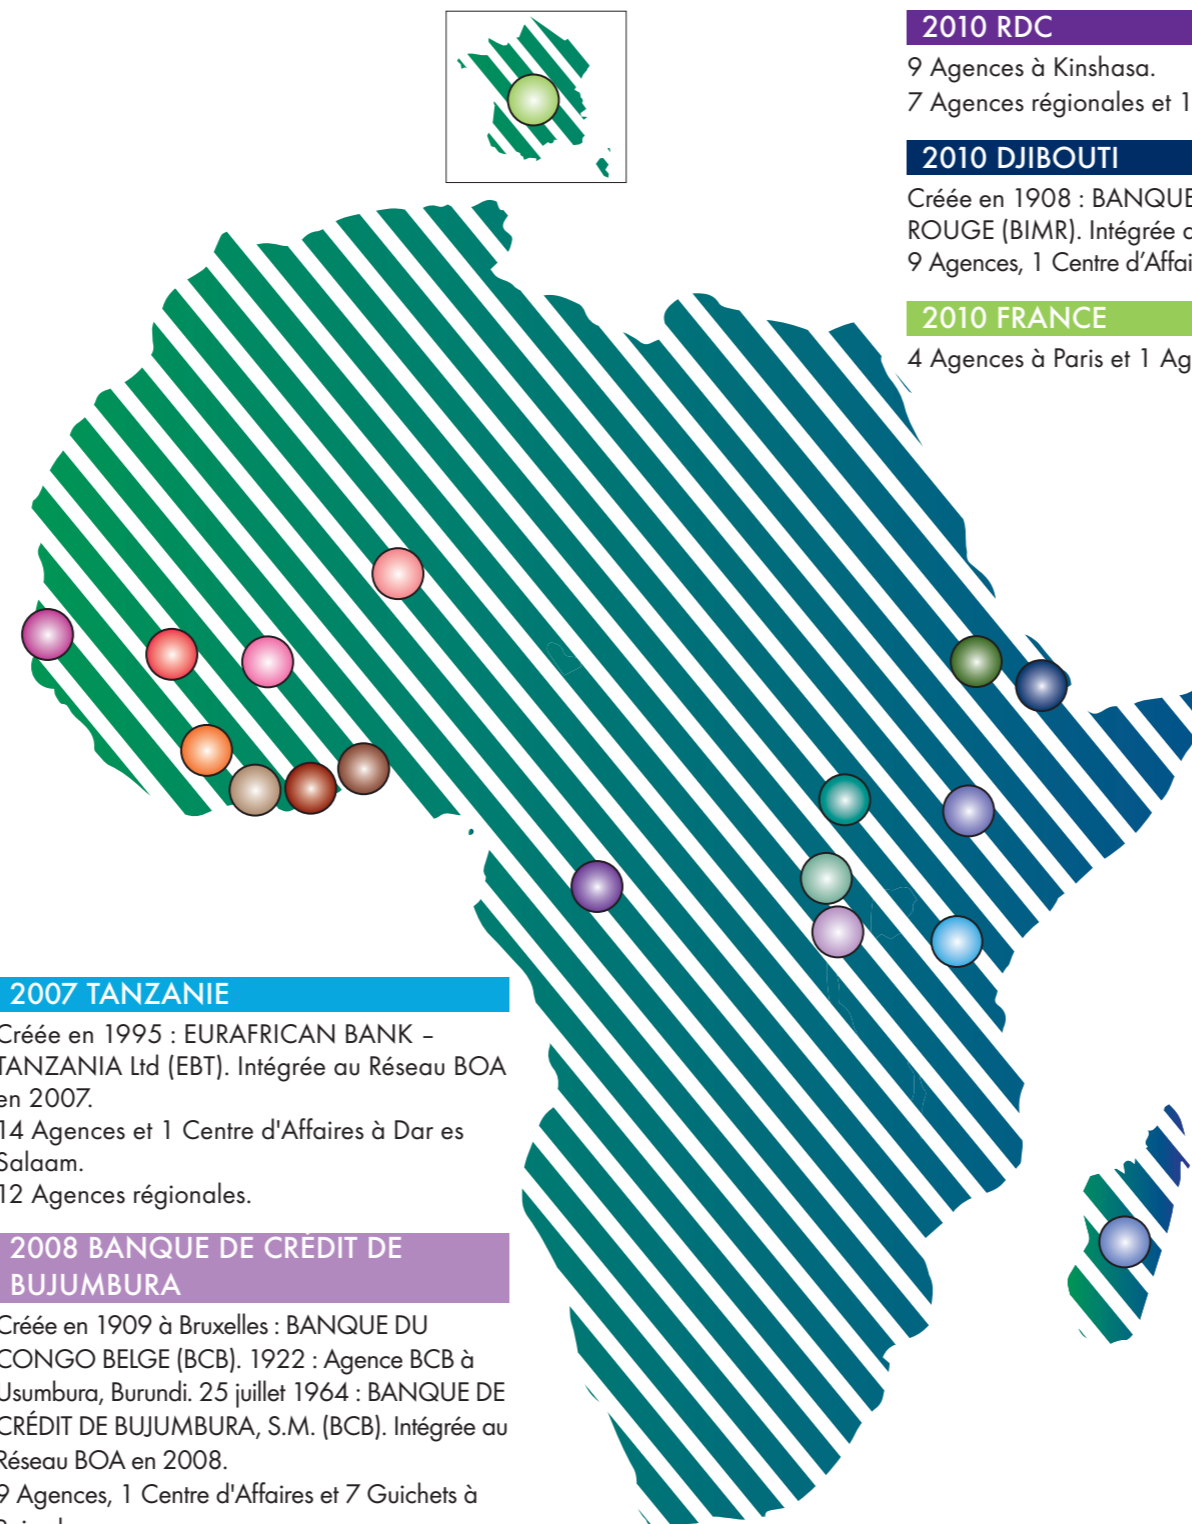 2010 RDC
9 Agences à Kinshasa.
7 Agences régionales et 1
2010 DJIBOUTI
Créée en 1908 : BANQUE
ROUGE (BIMR). Intégrée
9 Agences, 1 Centre d’Affai
2010 FRANCE
4 Agences à Paris et 1 Ag
2007 TANZANIE
Créée en 1995 : EURAFRICAN BANK –
TANZANIA Ltd (EBT). Intégrée au Réseau BOA
en 2007.
14 Agences et 1 Centre d'Affaires à Dar es
Salaam.
12 Agences régionales.
2008 BANQUE DE CRÉDIT DE
BUJUMBURA
Créée en 1909 à Bruxelles : BANQUE DU
CONGO BELGE (BCB). 1922 : Agence BCB à
Usumbura, Burundi. 25 juillet 1964 : BANQUE DE
CRÉDIT DE BUJUMBURA, S.M. (BCB). Intégrée au
Réseau BOA en 2008.
9 Agences, 1 Centre d'Affaires et 7 Guichets à